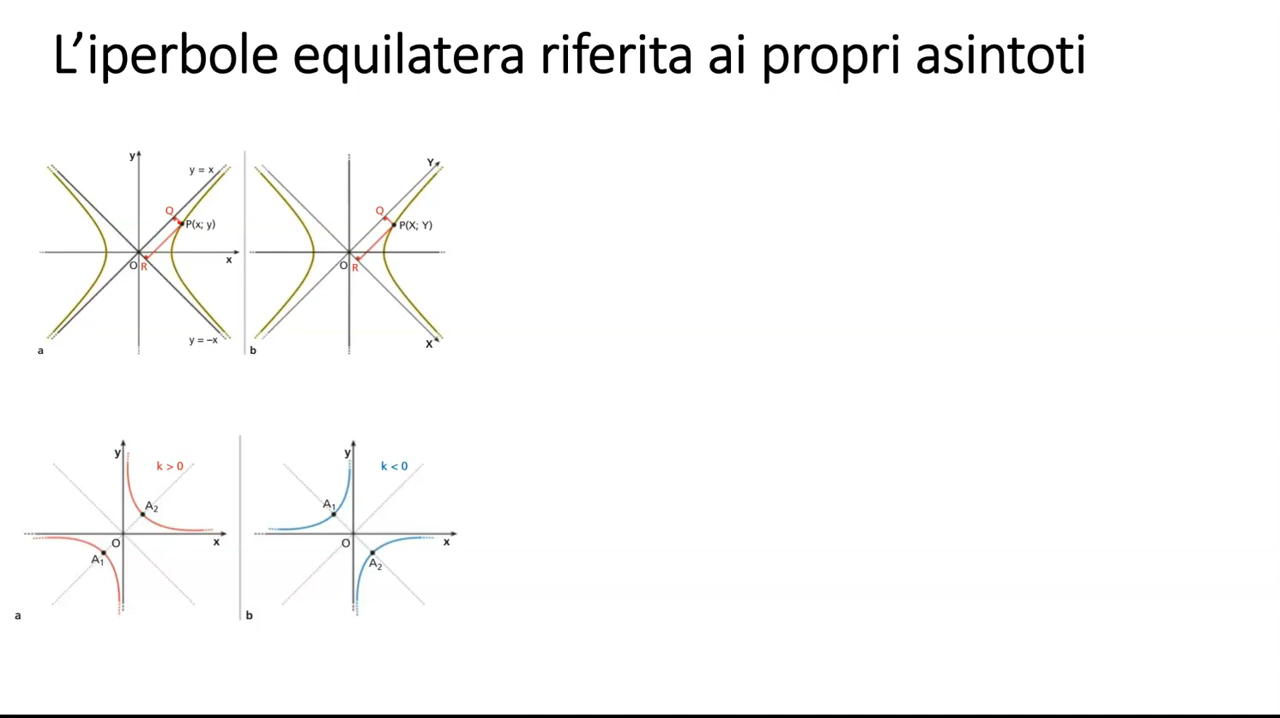 L'iperbole equilatera riferita ai propri asintoti
y
y = x
Q
P(x; y)
O
R
x
y = –x
a
Y
Q
P(X; Y)
O
R
X
b
y
k > 0
A2
O
x
A1
a
y
k < 0
A1
O
x
A2
b